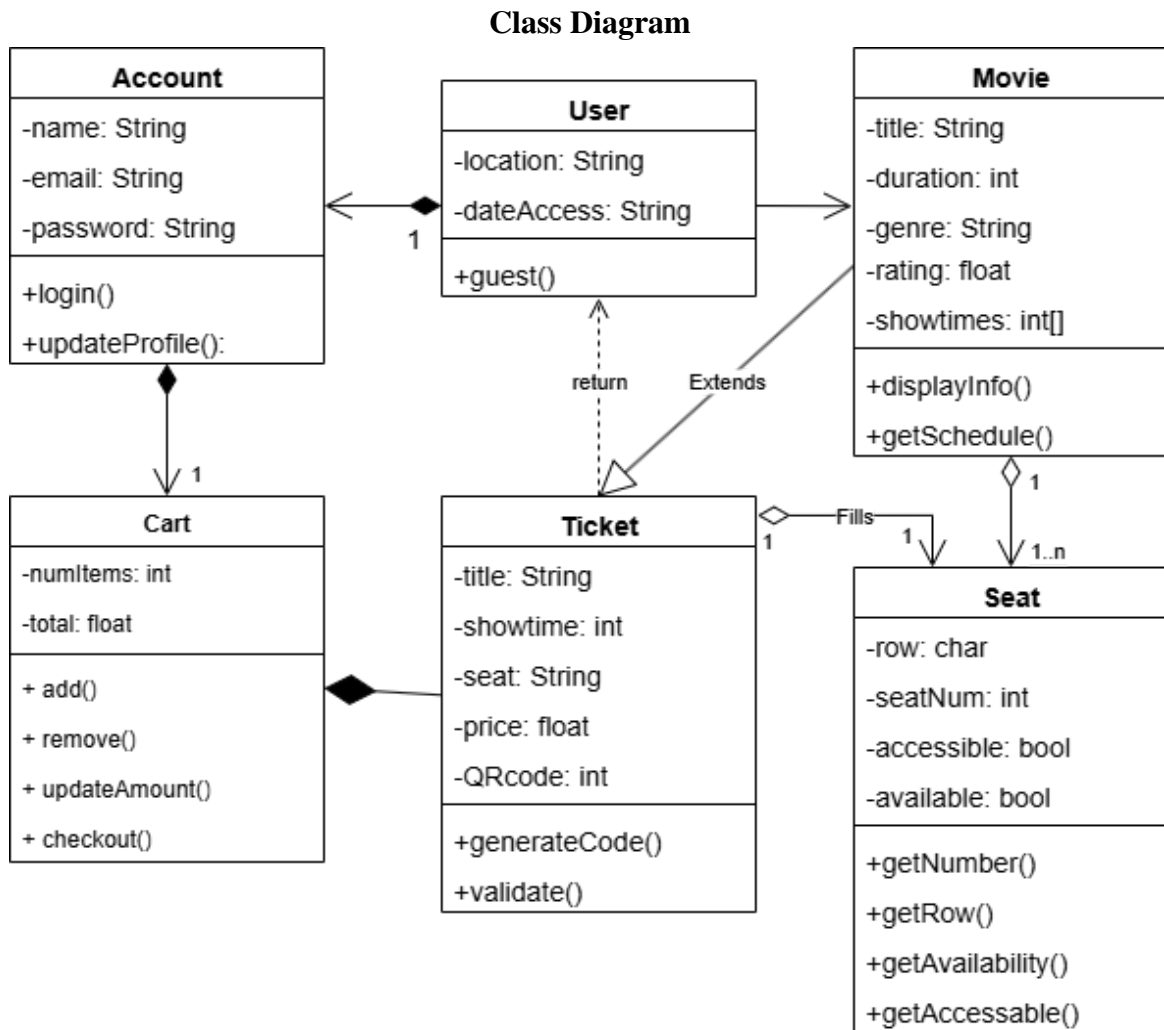 Class Diagram
Account
-name: String
-email: String
-password: String
+login()
+updateProfile():
User
-location: String
-dateAccess: String
+guest()
Movie
-title: String
-duration: int
-genre: String
-rating: float
-showtimes: int[]
+displayInfo()
+getSchedule()
1
return
Extends
1
Cart
-numItems: int
-total: float
+ add()
+ remove()
+ updateAmount()
+ checkout()
Ticket
-title: String
-showtime: int
-seat: String
-price: float
-QRcode: int
+generateCode()
+validate()
1
Fills
1
1
1..n
Seat
-row: char
-seatNum: int
-accessible: bool
-available: bool
+getNumber()
+getRow()
+getAvailability()
+getAccessable()